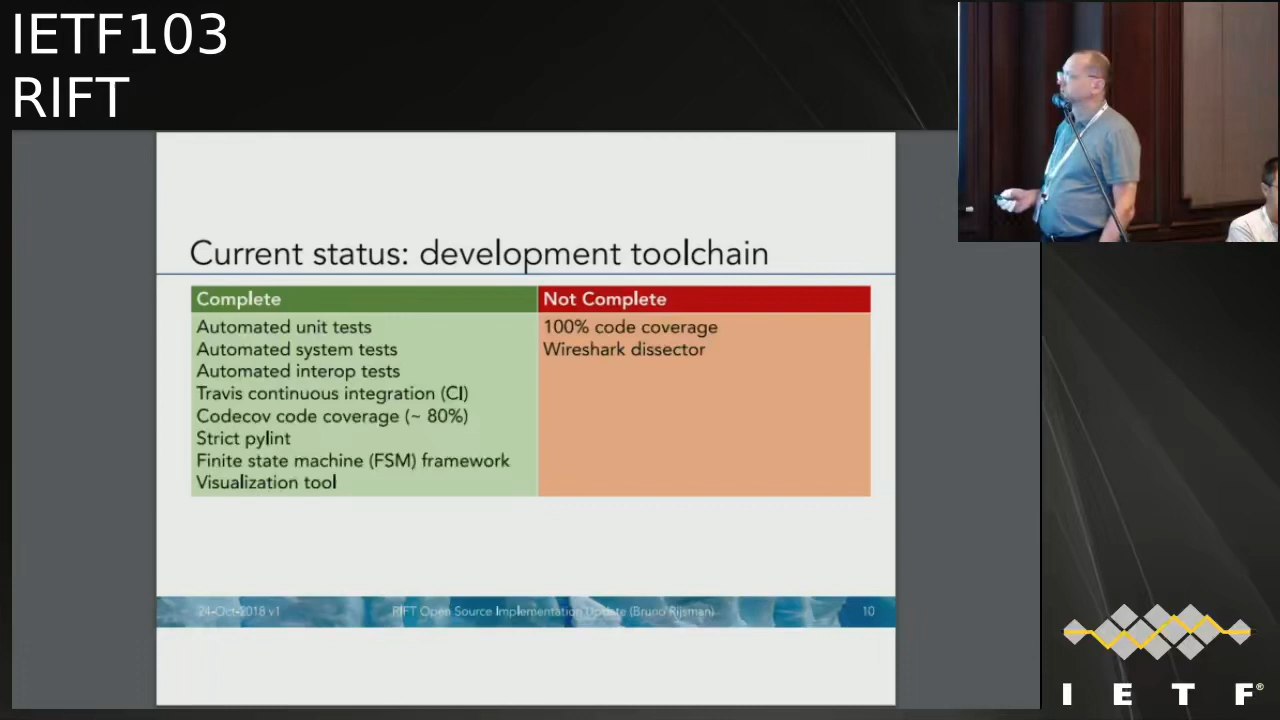 IETF103
RIFT
Current status: development toolchain
Complete
Not Complete
Automated unit tests
Automated system tests
Automated interop tests
Travis continuous integration (CI)
Codecov code coverage (~ 80%)
Strict pylint
Finite state machine (FSM) framework
Visualization tool
100% code coverage
Wireshark dissector
24-Oct-2018 v1
RIFT Open Source Implementation Update (Bruno Rijsman)
10
I E T F®